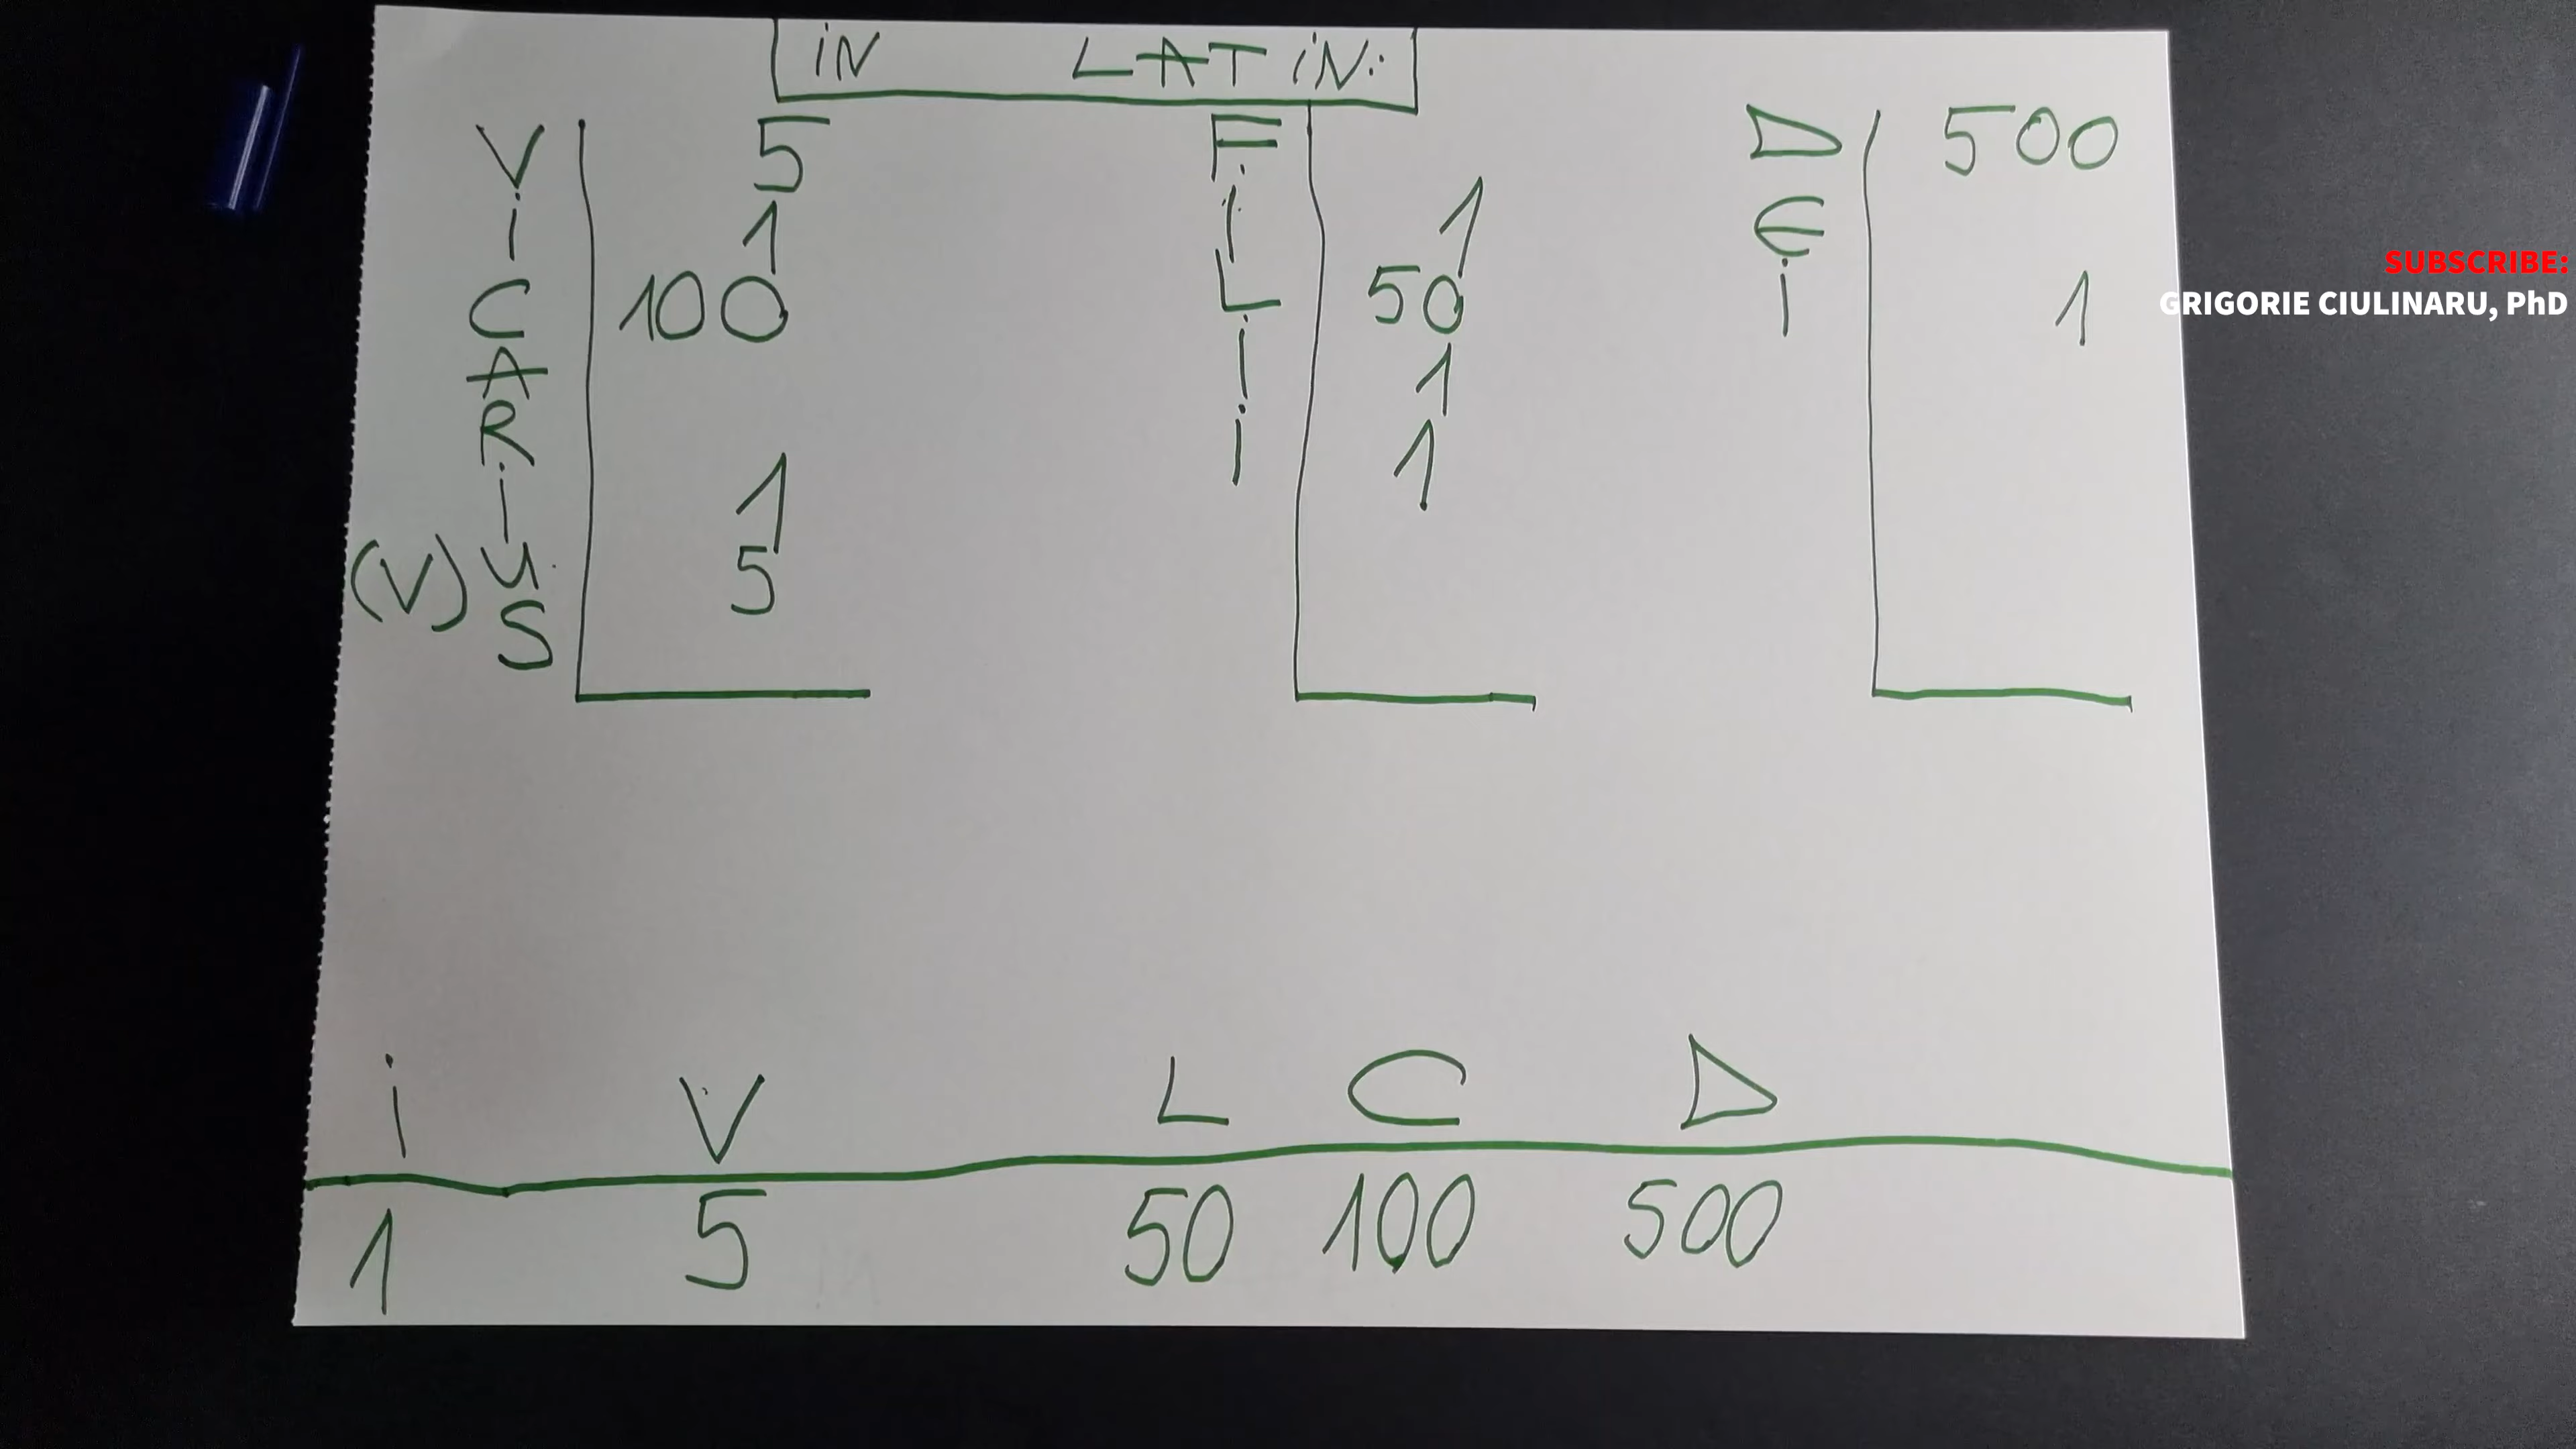 iN LATiN:
V 5
i 1
C 100
A
R
i 1
(V) U 5
S
F
i 1
L 50
i 1
i 1
D 500
E
i 1
SUBSCRIBE:
GRIGORIE CIULINARU, PhD
i V L C D
1 5 50 100 500